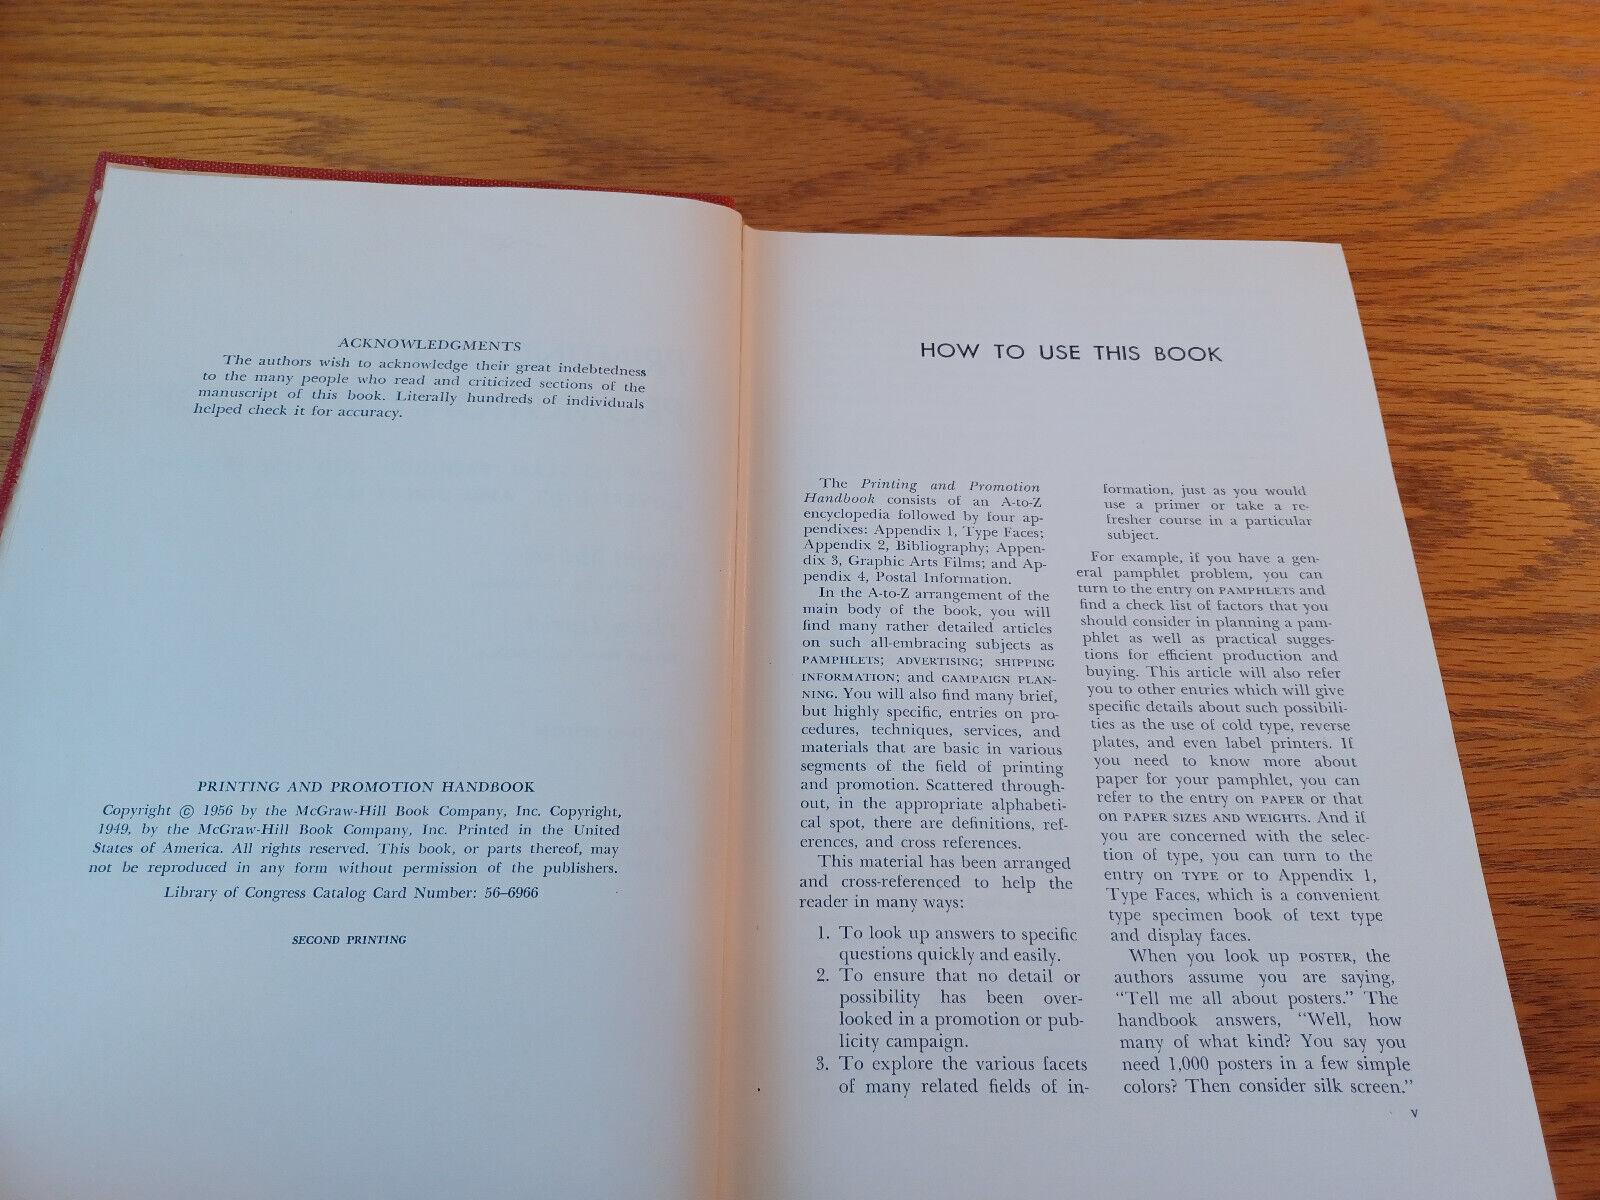 ACKNOWLEDGMENTS
The authors wish to acknowledge their great indebtedness
to the many people who read and criticized sections of the
manuscript of this book. Literally hundreds of individuals
helped check it for accuracy.
PRINTING AND PROMOTION HANDBOOK
Copyright © 1956 by the McGraw-Hill Book Company, Inc. Copyright,
1949, by the McGraw-Hill Book Company, Inc. Printed in the United
States of America. All rights reserved. This book, or parts thereof, may
not be reproduced in any form without permission of the publishers.
Library of Congress Catalog Card Number: 56–6966
SECOND PRINTING
HOW TO USE THIS BOOK
The Printing and Promotion
Handbook consists of an A-to-Z
encyclopedia followed by four ap-
pendixes: Appendix 1, Type Faces;
Appendix 2, Bibliography; Appen-
dix 3, Graphic Arts Films; and Ap-
pendix 4, Postal Information.
In the A-to-Z arrangement of the
main body of the book, you will
find many rather detailed articles
on such all-embracing subjects as
PAMPHLETS; ADVERTISING; SHIPPING
INFORMATION; and CAMPAIGN PLAN-
NING. You will also find many brief,
but highly specific, entries on pro-
cedures, techniques, services, and
materials that are basic in various
segments of the field of printing
and promotion. Scattered through-
out, in the appropriate alphabeti-
cal spot, there are definitions, ref-
erences, and cross references.
This material has been arranged
and cross-referenced to help the
reader in many ways:
1. To look up answers to specific
questions quickly and easily.
2. To ensure that no detail or
possibility has been over-
looked in a promotion or pub-
licity campaign.
3. To explore the various facets
of many related fields of in-
formation, just as you would
use a primer or take a re-
fresher course in a particular
subject.
For example, if you have a gen-
eral pamphlet problem, you can
turn to the entry on PAMPHLETS and
find a check list of factors that you
should consider in planning a pam-
phlet as well as practical sugges-
tions for efficient production and
buying. This article will also refer
you to other entries which will give
specific details about such possibili-
ties as the use of cold type, reverse
plates, and even label printers. If
you need to know more about
paper for your pamphlet, you can
refer to the entry on PAPER or that
on PAPER SIZES AND WEIGHTS. And if
you are concerned with the selec-
tion of type, you can turn to the
entry on TYPE or to Appendix 1,
Type Faces, which is a convenient
type specimen book of text type
and display faces.
When you look up POSTER, the
authors assume you are saying,
“Tell me all about posters.” The
handbook answers, “Well, how
many of what kind? You say you
need 1,000 posters in a few simple
colors? Then consider silk screen.”
v